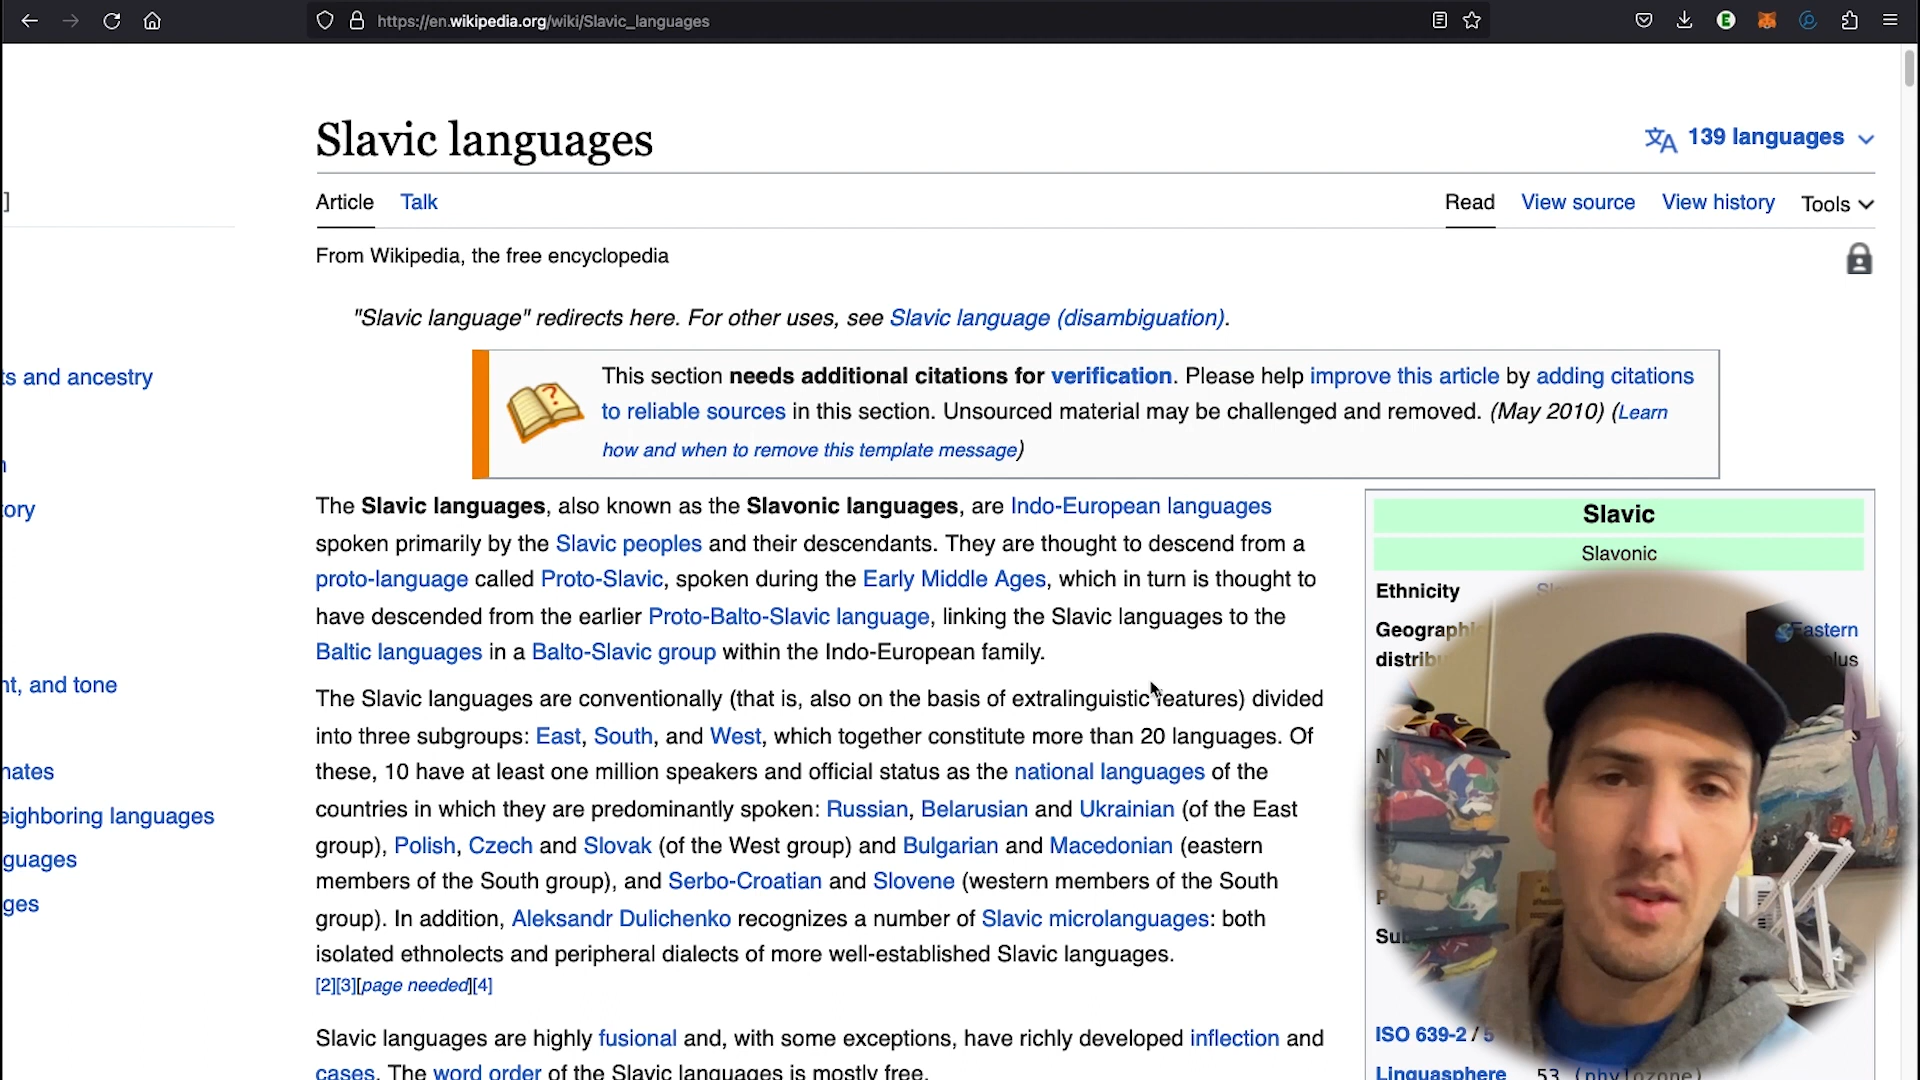 https://en.wikipedia.org/wiki/Slavic_languages
Slavic languages
139 languages
Article Talk Read View source View history Tools
]
From Wikipedia, the free encyclopedia
"Slavic language" redirects here. For other uses, see Slavic language (disambiguation).
This section needs additional citations for verification. Please help improve this article by adding citations
to reliable sources in this section. Unsourced material may be challenged and removed. (May 2010) (Learn
how and when to remove this template message)
ts and ancestry
ory
nt, and tone
nates
eighboring languages
guages
ges
The Slavic languages, also known as the Slavonic languages, are Indo-European languages
spoken primarily by the Slavic peoples and their descendants. They are thought to descend from a
proto-language called Proto-Slavic, spoken during the Early Middle Ages, which in turn is thought to
have descended from the earlier Proto-Balto-Slavic language, linking the Slavic languages to the
Baltic languages in a Balto-Slavic group within the Indo-European family.
The Slavic languages are conventionally (that is, also on the basis of extralinguistic features) divided
into three subgroups: East, South, and West, which together constitute more than 20 languages. Of
these, 10 have at least one million speakers and official status as the national languages of the
countries in which they are predominantly spoken: Russian, Belarusian and Ukrainian (of the East
group), Polish, Czech and Slovak (of the West group) and Bulgarian and Macedonian (eastern
members of the South group), and Serbo-Croatian and Slovene (western members of the South
group). In addition, Aleksandr Dulichenko recognizes a number of Slavic microlanguages: both
isolated ethnolects and peripheral dialects of more well-established Slavic languages.
[2][3][page needed][4]
Slavic languages are highly fusional and, with some exceptions, have richly developed inflection and
cases. The word order of the Slavic languages is mostly free.
Slavic
Slavonic
Ethnicity
Geographic Eastern
distribu
ISO 639-2 / 5
Linguasphere 53 (phylozone)